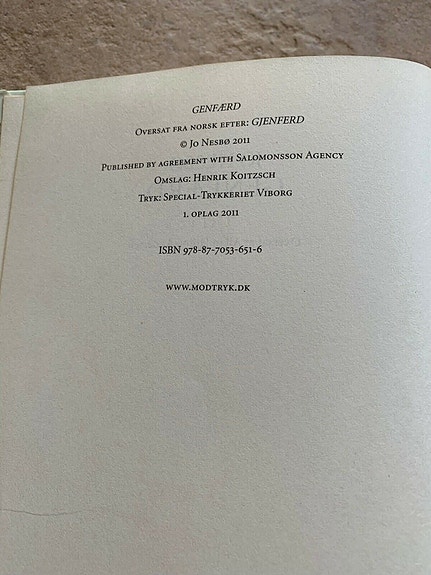 GENFÆRD
Oversat fra norsk efter: GJENFERD
© Jo Nesbø 2011
Published by agreement with Salomonsson Agency
Omslag: Henrik Koitzsch
Tryk: Special-Trykkeriet Viborg
1. oplag 2011
ISBN 978-87-7053-651-6
www.modtryk.dk